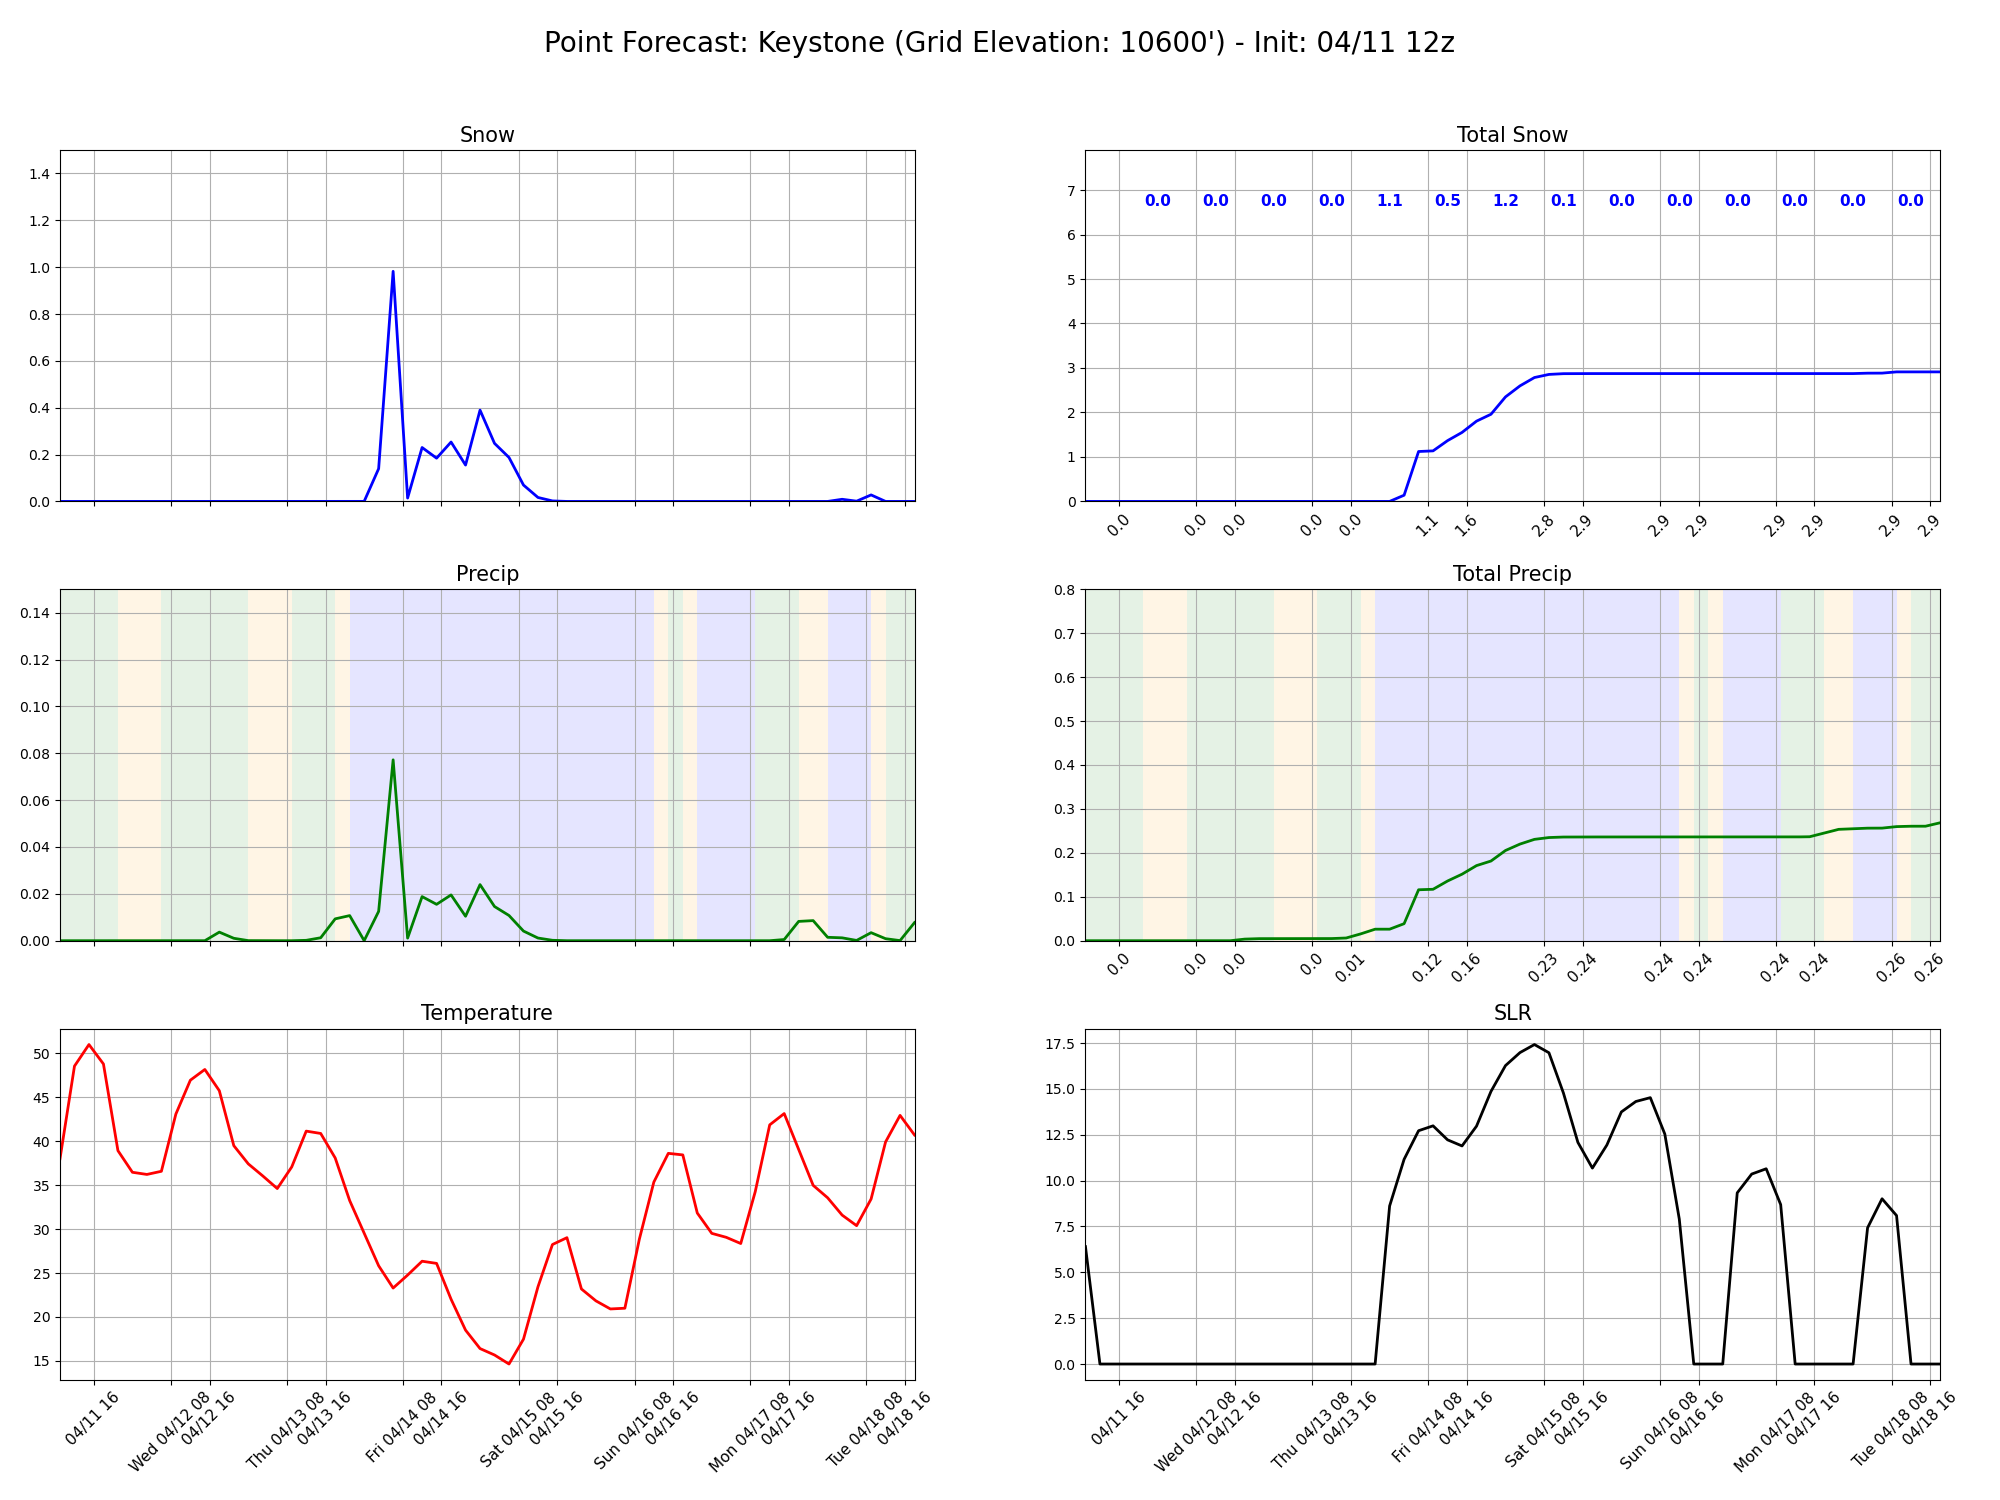 Point Forecast: Keystone (Grid Elevation: 10600') - Init: 04/11 12z
Snow
1.4
1.2
1.0
0.8
0.6
0.4
0.2
0.0
Total Snow
7
6
5
4
3
2
1
0
0.0 0.0 0.0 0.0 1.1 0.5 1.2 0.1 0.0 0.0 0.0 0.0 0.0 0.0
0.0 0.0 0.0 0.0 0.0 1.1 1.6 2.8 2.9 2.9 2.9 2.9 2.9 2.9 2.9
Precip
0.14
0.12
0.10
0.08
0.06
0.04
0.02
0.00
Total Precip
0.8
0.7
0.6
0.5
0.4
0.3
0.2
0.1
0.0
0.0 0.0 0.0 0.0 0.01 0.12 0.16 0.23 0.24 0.24 0.24 0.24 0.24 0.26 0.26
Temperature
50
45
40
35
30
25
20
15
04/11 16
Wed 04/12 08
04/12 16
Thu 04/13 08
04/13 16
Fri 04/14 08
04/14 16
Sat 04/15 08
04/15 16
Sun 04/16 08
04/16 16
Mon 04/17 08
04/17 16
Tue 04/18 08
04/18 16
SLR
17.5
15.0
12.5
10.0
7.5
5.0
2.5
0.0
04/11 16
Wed 04/12 08
04/12 16
Thu 04/13 08
04/13 16
Fri 04/14 08
04/14 16
Sat 04/15 08
04/15 16
Sun 04/16 08
04/16 16
Mon 04/17 08
04/17 16
Tue 04/18 08
04/18 16